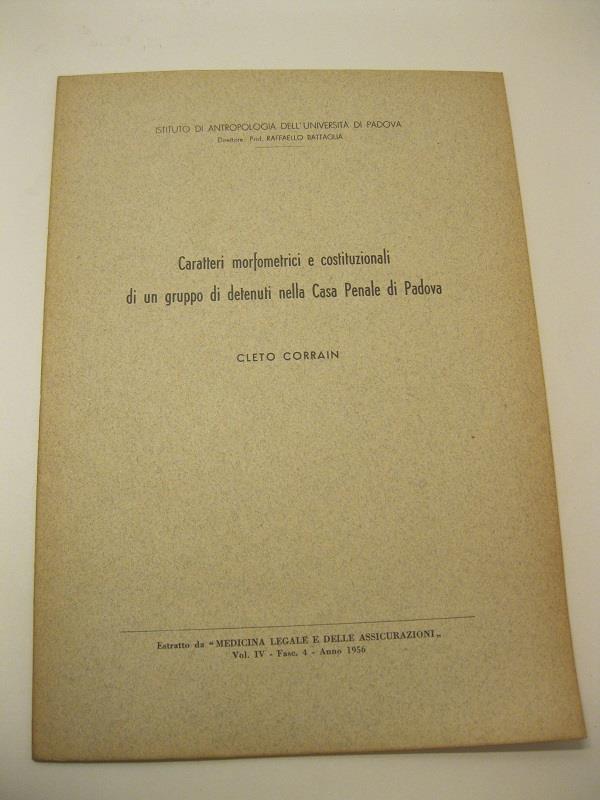 ISTITUTO DI ANTROPOLOGIA DELL'UNIVERSITÀ DI PADOVA
Direttore: Prof. RAFFAELLO BATTAGLIA
Caratteri morfometrici e costituzionali
di un gruppo di detenuti nella Casa Penale di Padova
CLETO CORRAIN
Estratto da "MEDICINA LEGALE E DELLE ASSICURAZIONI„
Vol. IV - Fasc. 4 - Anno 1956